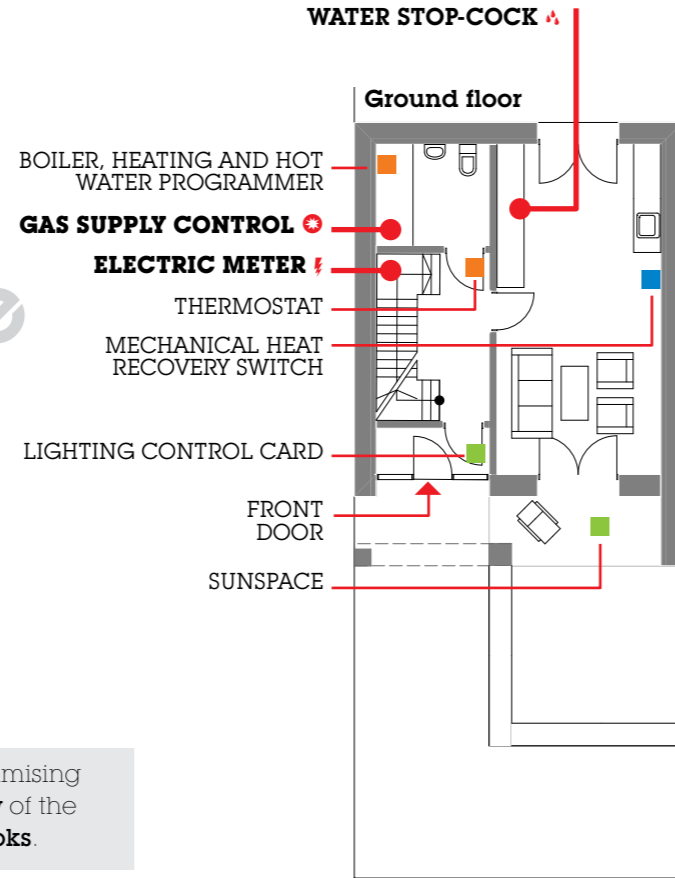 WATER STOP-COCK
Ground floor
BOILER, HEATING AND HOT
WATER PROGRAMMER
GAS SUPPLY CONTROL
ELECTRIC METER
THERMOSTAT
MECHANICAL HEAT
RECOVERY SWITCH
LIGHTING CONTROL CARD
FRONT
DOOR
SUNSPACE
mising
of the
oks.